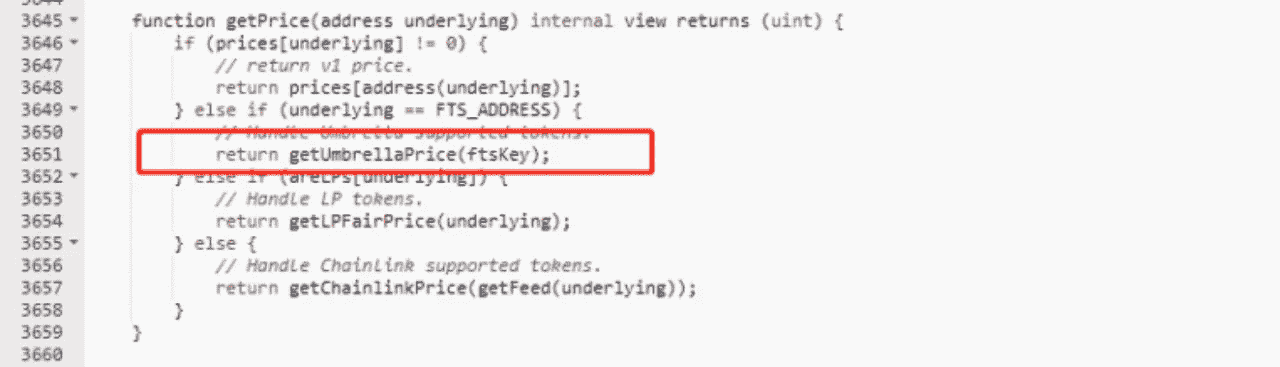 3644
3645 function getPrice(address underlying) internal view returns (uint) {
3646 if (prices[underlying] != 0) {
3647 // return v1 price.
3648 return prices[address(underlying)];
3649 } else if (underlying == FTS_ADDRESS) {
3650 // Handle Umbrella supported tokens.
3651 return getUmbrellaPrice(ftsKey);
3652 } else if (areLPs[underlying]) {
3653 // Handle LP tokens.
3654 return getLPFairPrice(underlying);
3655 } else {
3656 // Handle ChainLink supported tokens.
3657 return getChainlinkPrice(getFeed(underlying));
3658 }
3659 }
3660